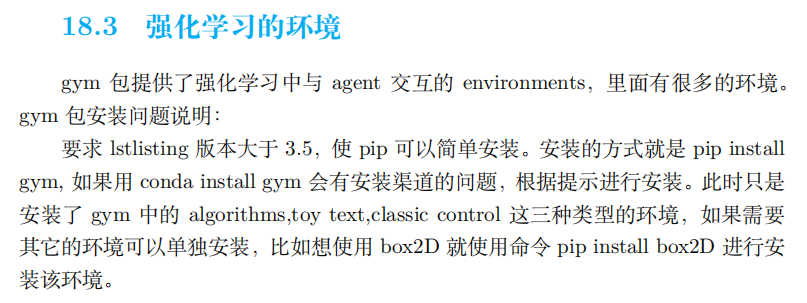 18.3 强化学习的环境
gym 包提供了强化学习中与 agent 交互的 environments，里面有很多的环境。
gym 包安装问题说明：
要求 lstlisting 版本大于 3.5，使 pip 可以简单安装。安装的方式就是 pip install
gym, 如果用 conda install gym 会有安装渠道的问题，根据提示进行安装。此时只是
安装了 gym 中的 algorithms,toy text,classic control 这三种类型的环境，如果需要
其它的环境可以单独安装，比如想使用 box2D 就使用命令 pip install box2D 进行安
装该环境。